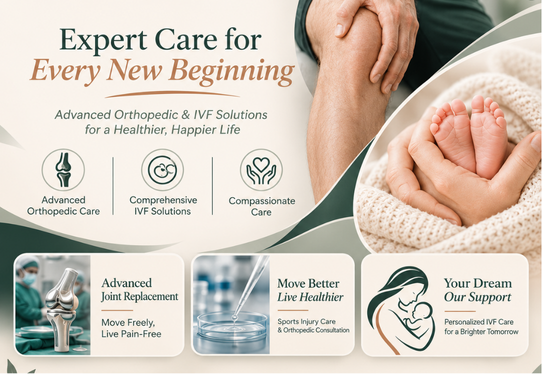 Expert Care for
Every New Beginning
Advanced Orthopedic & IVF Solutions
for a Healthier, Happier Life
Advanced
Orthopedic Care
Comprehensive
IVF Solutions
Compassionate
Care
Advanced
Joint Replacement
Move Freely,
Live Pain-Free
Move Better
Live Healthier
Sports Injury Care
& Orthopedic Consultation
Your Dream
Our Support
Personalized IVF Care
for a Brighter Tomorrow